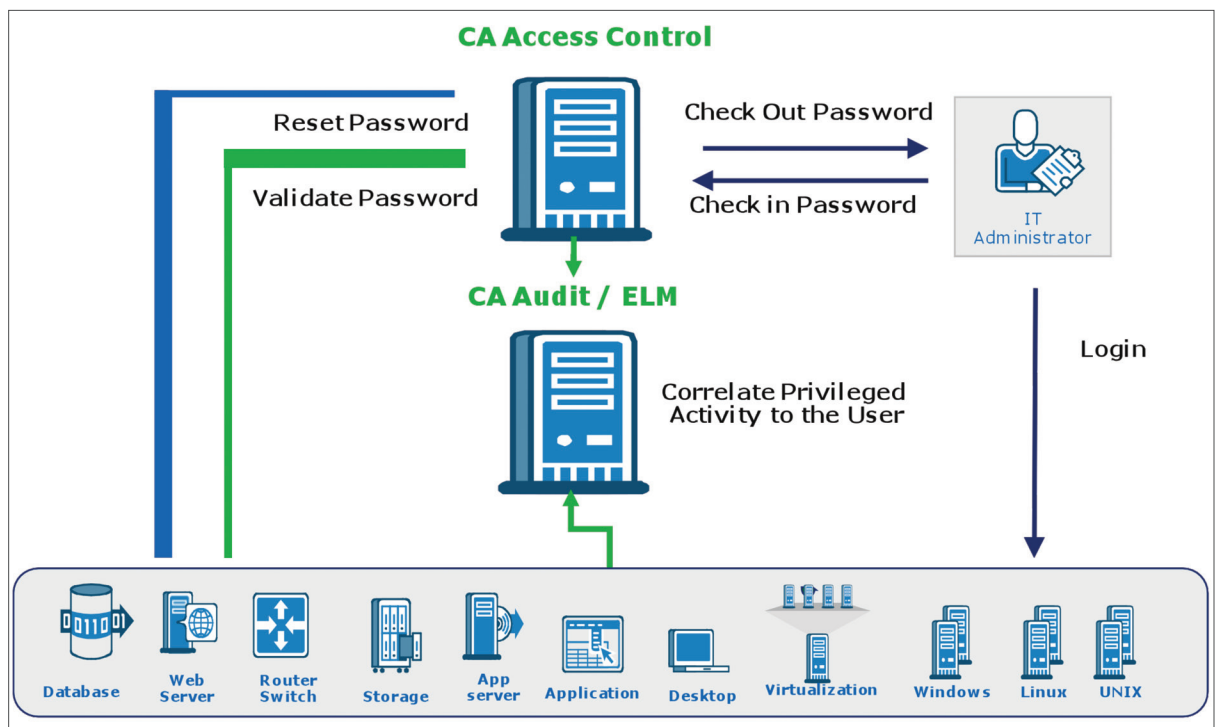 CA Access Control
Reset Password
Validate Password
Check Out Password
Check in Password
IT
Administrator
CA Audit / ELM
Login
Correlate Privileged
Activity to the User
01101
Database
Web
Server
Router
Switch
Storage
App
server
Application
Desktop
Virtualization
Windows
Linux
UNIX